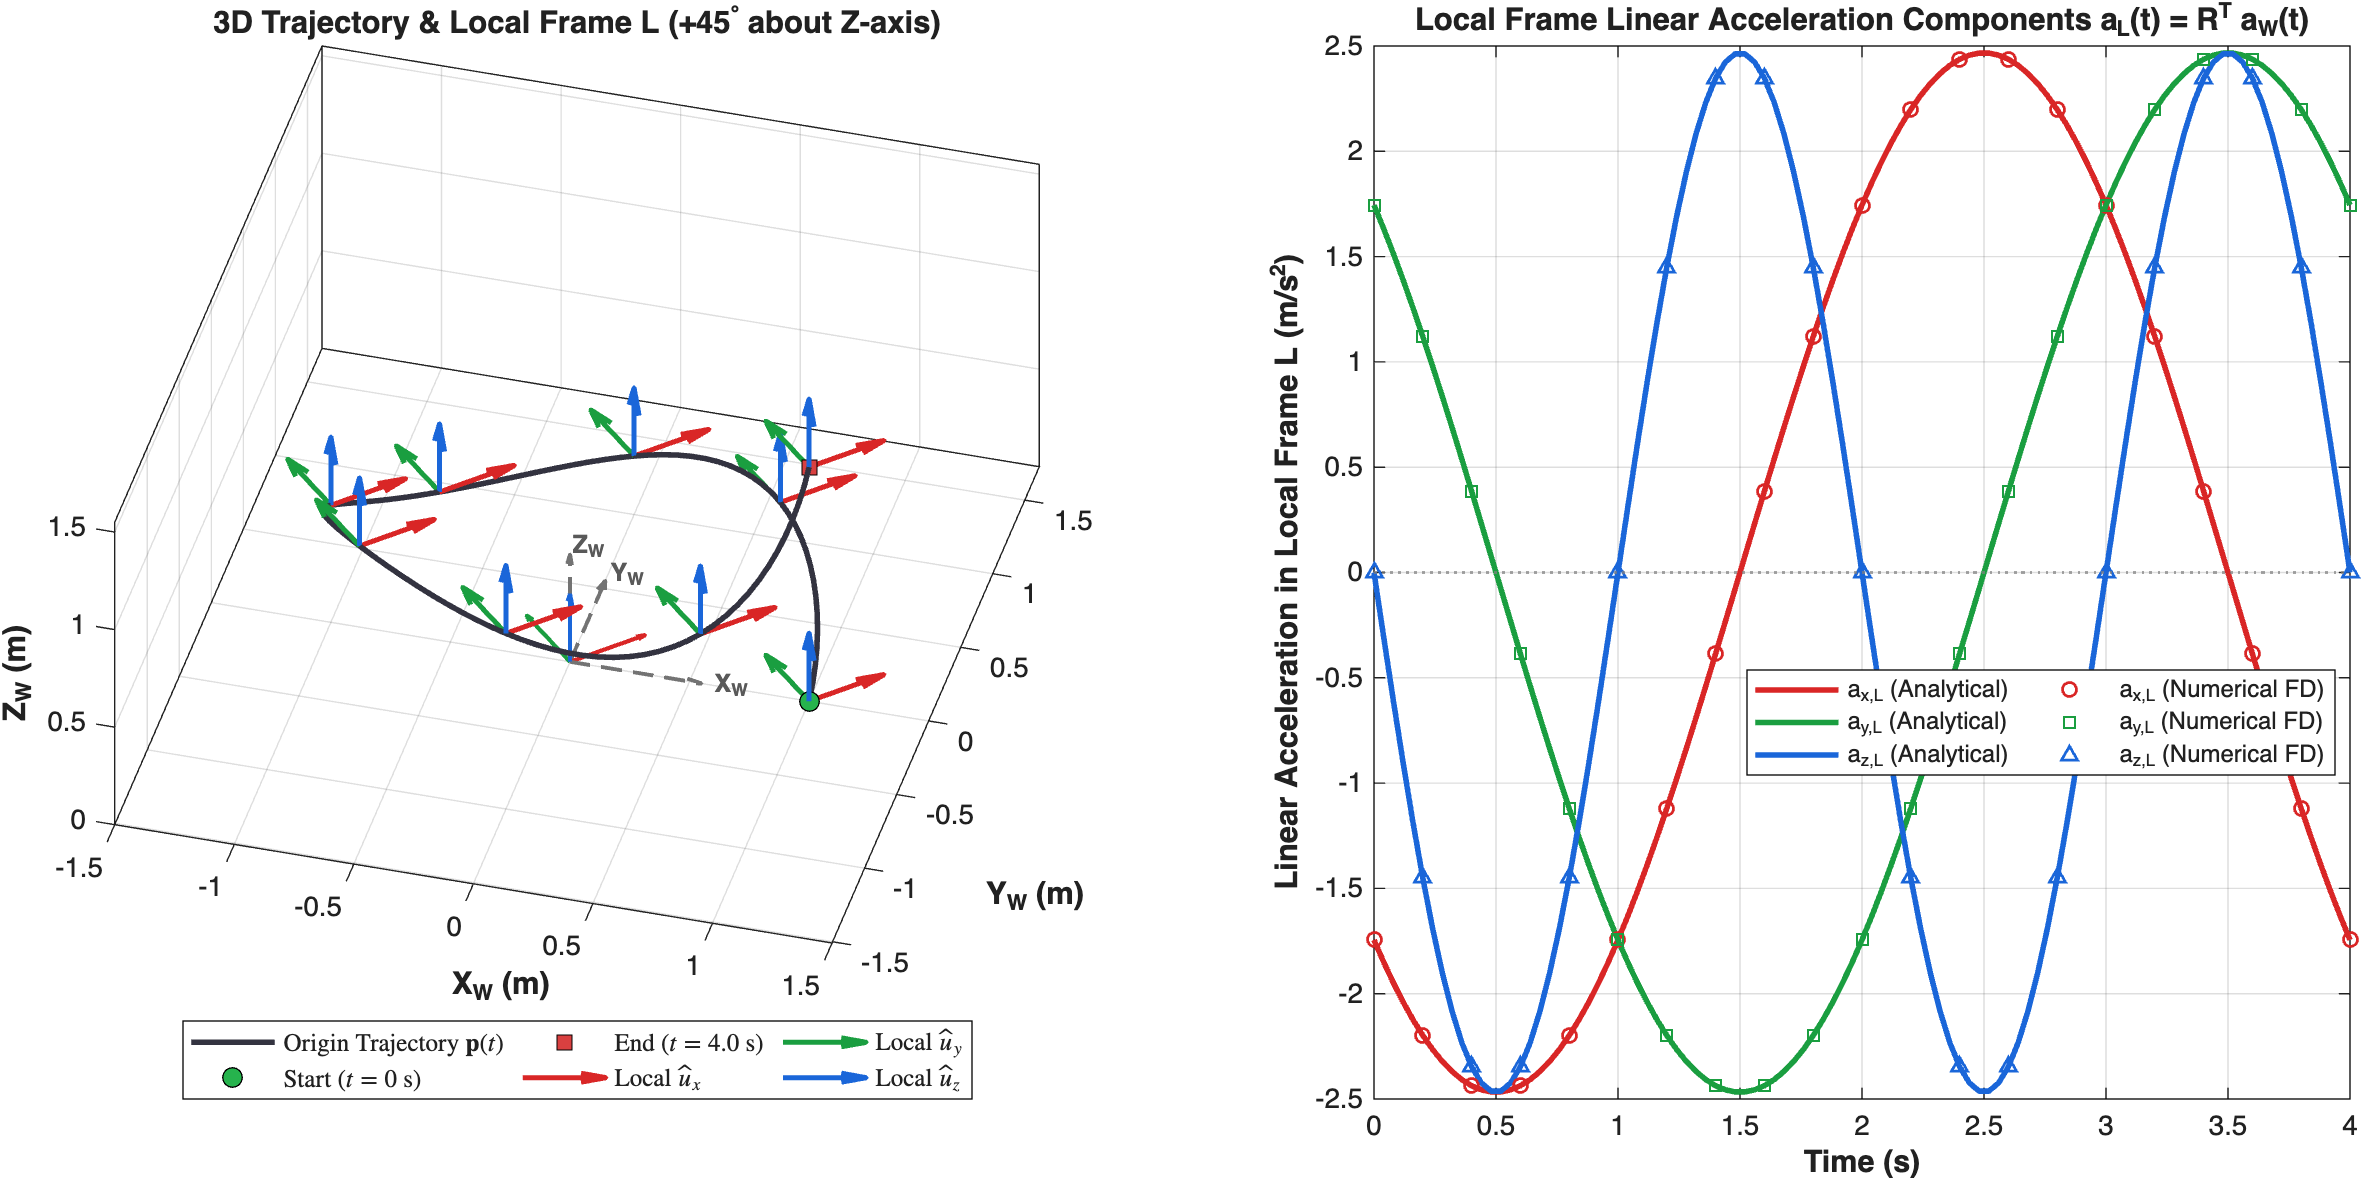 3D Trajectory & Local Frame L (+45° about Z-axis)
1.5
1
0.5
0
Z_W (m)
-1.5
-1
-0.5
0
0.5
1
1.5
X_W (m)
1.5
1
0.5
0
-0.5
-1
-1.5
Y_W (m)
Z_W
Y_W
X_W
Origin Trajectory p(t)
Start (t = 0 s)
End (t = 4.0 s)
Local û_x
Local û_y
Local û_z
Local Frame Linear Acceleration Components a_L(t) = R^T a_W(t)
Linear Acceleration in Local Frame L (m/s²)
2.5
2
1.5
1
0.5
0
-0.5
-1
-1.5
-2
-2.5
a_x,L (Analytical)
a_y,L (Analytical)
a_z,L (Analytical)
a_x,L (Numerical FD)
a_y,L (Numerical FD)
a_z,L (Numerical FD)
0 0.5 1 1.5 2 2.5 3 3.5 4
Time (s)